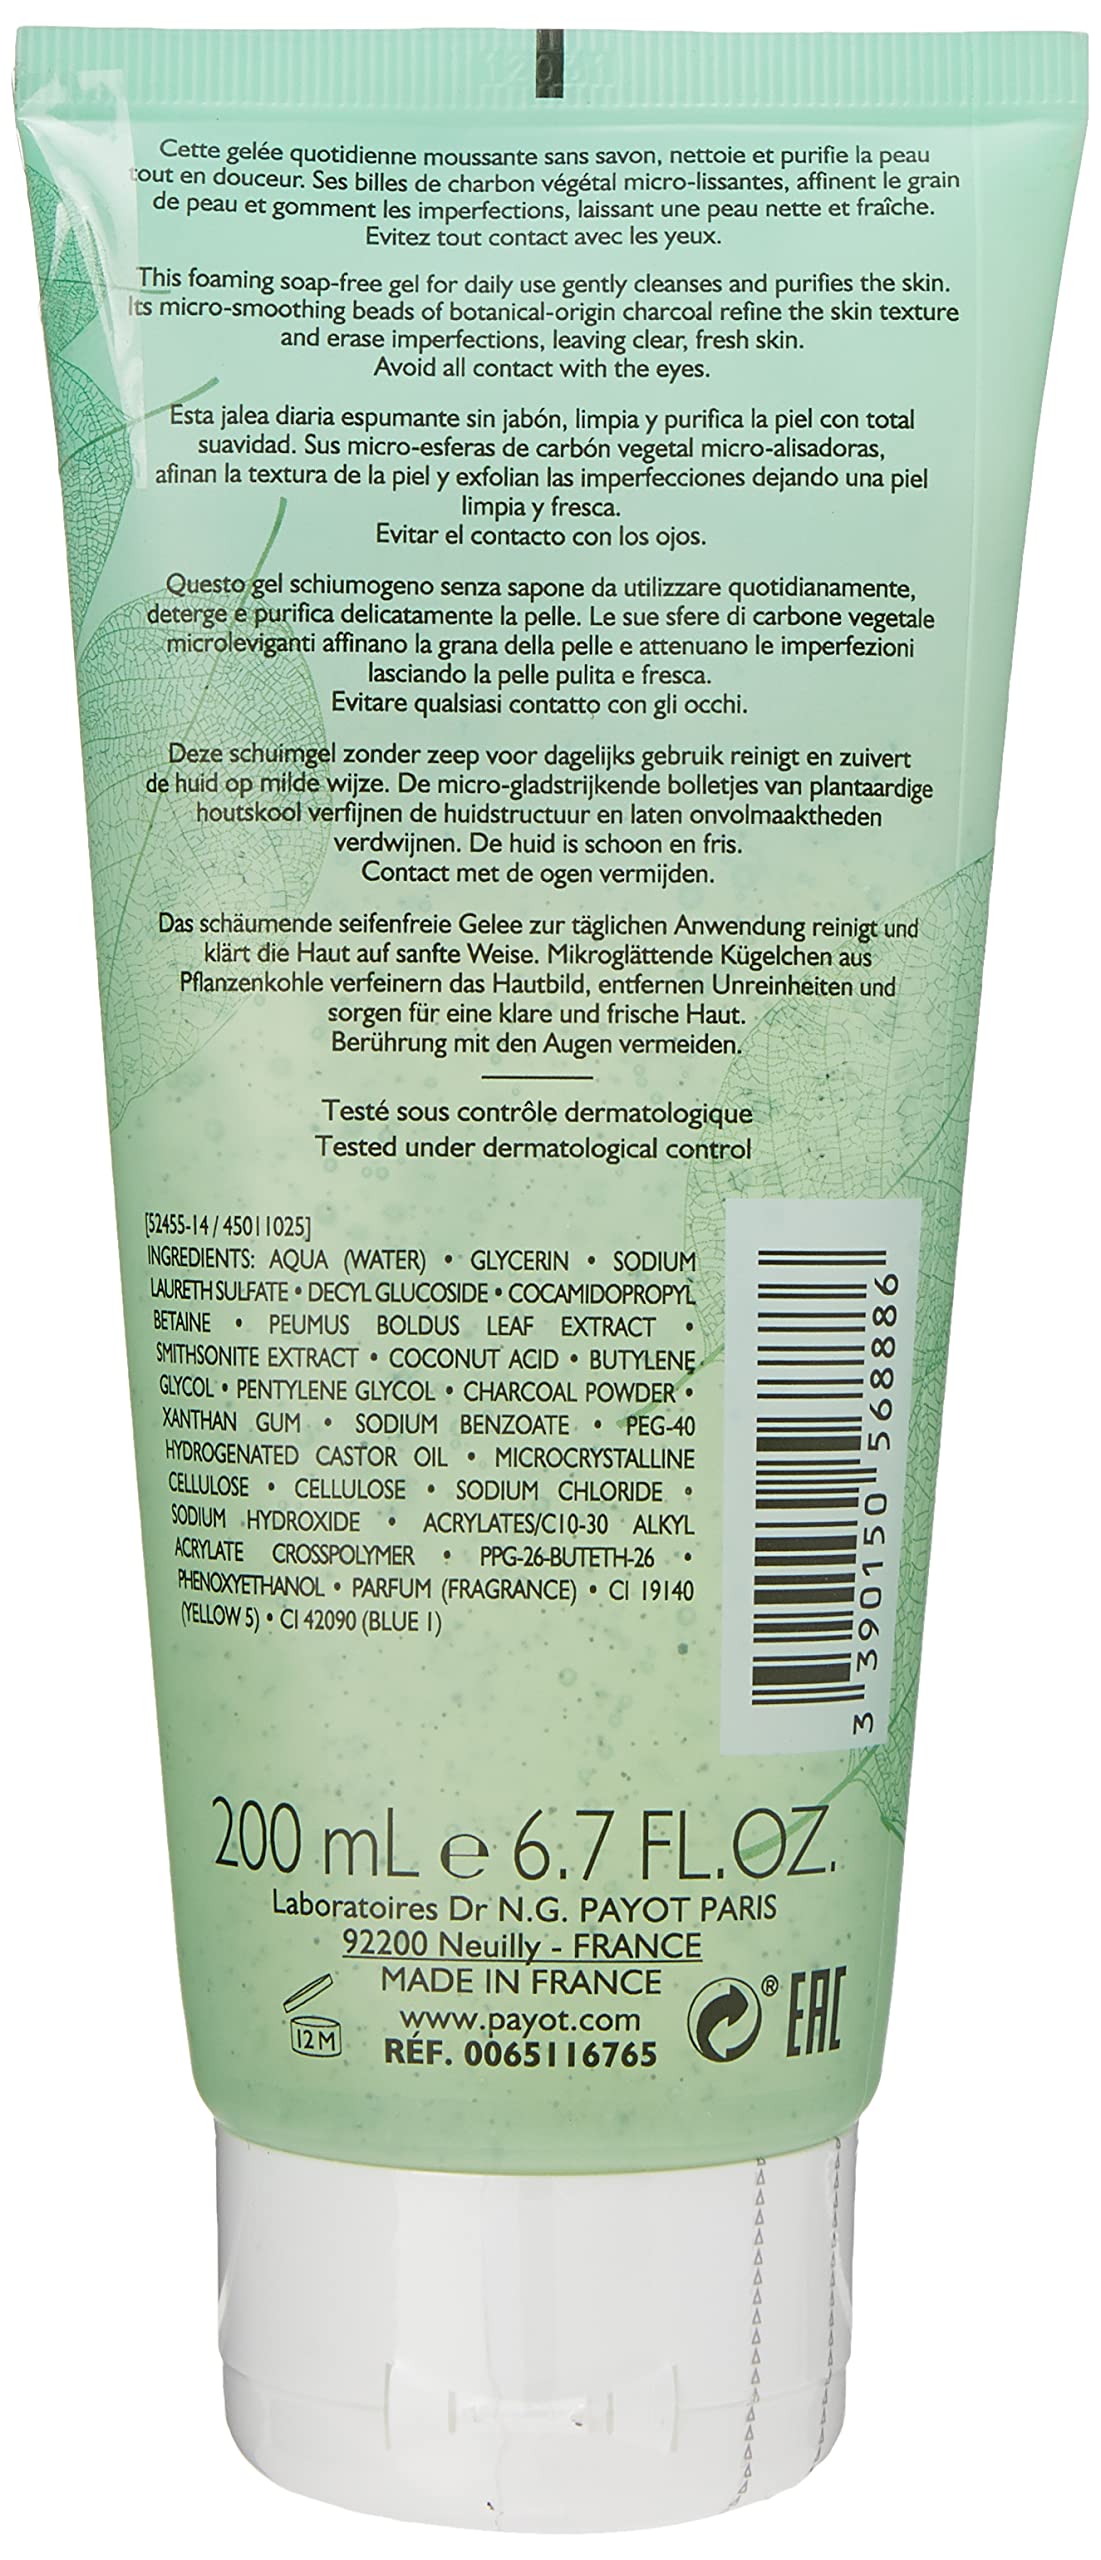 Cette gelée quotidienne moussante sans savon, nettoie et purifie la peau
tout en douceur. Ses billes de charbon végétal micro-lissantes, affinent le grain
de peau et gomment les imperfections, laissant une peau nette et fraîche.
Evitez tout contact avec les yeux.
This foaming soap-free gel for daily use gently cleanses and purifies the skin.
Its micro-smoothing beads of botanical-origin charcoal refine the skin texture
and erase imperfections, leaving clear, fresh skin.
Avoid all contact with the eyes.
Esta jalea diaria espumante sin jabón, limpia y purifica la piel con total
suavidad. Sus micro-esferas de carbón vegetal micro-alisadoras,
afinan la textura de la piel y exfolian las imperfecciones dejando una piel
limpia y fresca.
Evitar el contacto con los ojos.
Questo gel schiumogeno senza sapone da utilizzare quotidianamente,
deterge e purifica delicatamente la pelle. Le sue sfere di carbone vegetale
microleviganti affinano la grana della pelle e attenuano le imperfezioni
lasciando la pelle pulita e fresca.
Evitare qualsiasi contatto con gli occhi.
Deze schuimgel zonder zeep voor dagelijks gebruik reinigt en zuivert
de huid op milde wijze. De micro-gladstrijkende bolletjes van plantaardige
houtskool verfijnen de huidstructuur en laten onvolmaaktheden
verdwijnen. De huid is schoon en fris.
Contact met de ogen vermijden.
Das schäumende seifenfreie Gelee zur täglichen Anwendung reinigt und
klärt die Haut auf sanfte Weise. Mikroglättende Kügelchen aus
Pflanzenkohle verfeinern das Hautbild, entfernen Unreinheiten und
sorgen für eine klare und frische Haut.
Berührung mit den Augen vermeiden.
Testé sous contrôle dermatologique
Tested under dermatological control
[52455-14 / 45011025]
INGREDIENTS: AQUA (WATER) • GLYCERIN • SODIUM
LAURETH SULFATE • DECYL GLUCOSIDE • COCAMIDOPROPYL
BETAINE • PEUMUS BOLDUS LEAF EXTRACT •
SMITHSONITE EXTRACT • COCONUT ACID • BUTYLENE
GLYCOL • PENTYLENE GLYCOL • CHARCOAL POWDER •
XANTHAN GUM • SODIUM BENZOATE • PEG-40
HYDROGENATED CASTOR OIL • MICROCRYSTALLINE
CELLULOSE • CELLULOSE • SODIUM CHLORIDE •
SODIUM HYDROXIDE • ACRYLATES/C10-30 ALKYL
ACRYLATE CROSSPOLYMER • PPG-26-BUTETH-26 •
PHENOXYETHANOL • PARFUM (FRAGRANCE) • CI 19140
(YELLOW 5) • CI 42090 (BLUE 1)
3 390150 568886
200 mL e 6.7 FL.OZ.
Laboratoires Dr N.G. PAYOT PARIS
92200 Neuilly - FRANCE
MADE IN FRANCE
www.payot.com
RÉF. 0065116765
12 M
® EAC